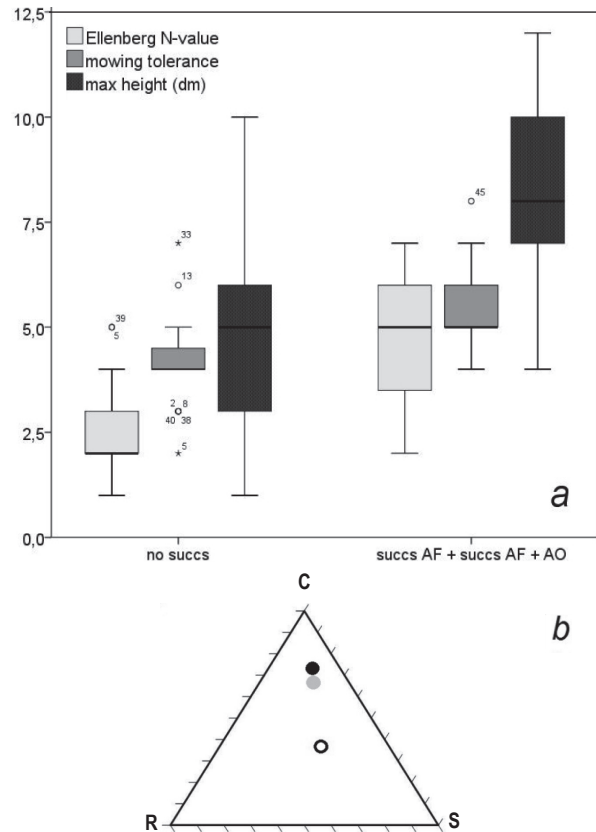 12,5
Ellenberg N-value
mowing tolerance
max height (dm)
10,0
45
33
7,5
13
39
5
5,0
2 8
40 38
2,5
5
a
0,0
no succs
succs AF + succs AF + AO
C
b
R
S